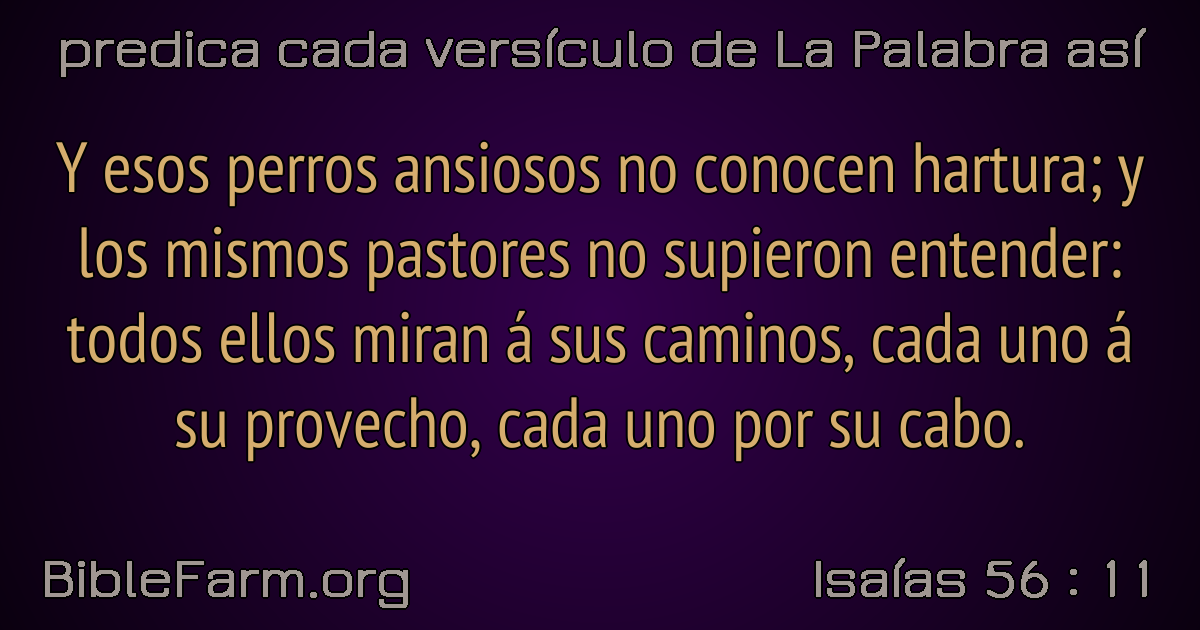 predica cada versículo de La Palabra así
Y esos perros ansiosos no conocen hartura; y
los mismos pastores no supieron entender:
todos ellos miran á sus caminos, cada uno á
su provecho, cada uno por su cabo.
BibleFarm.org
Isaías 56 : 11